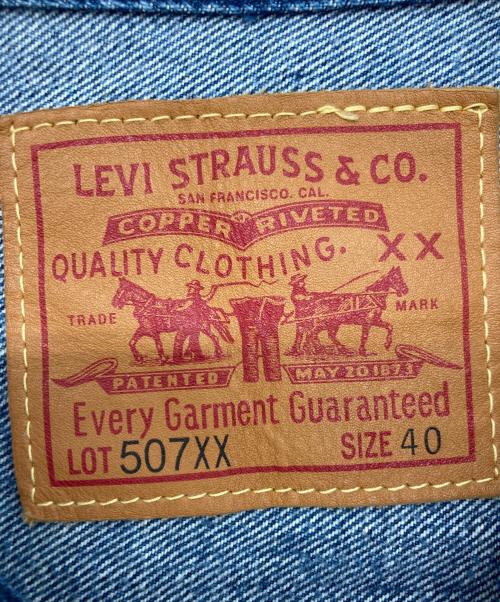 LEVI STRAUSS & CO.
SAN FRANCISCO. CAL.
COPPER RIVETED
QUALITY CLOTHING. XX
TRADE MARK
PATENTED MAY 20 1873
Every Garment Guaranteed
LOT 507XX SIZE 40